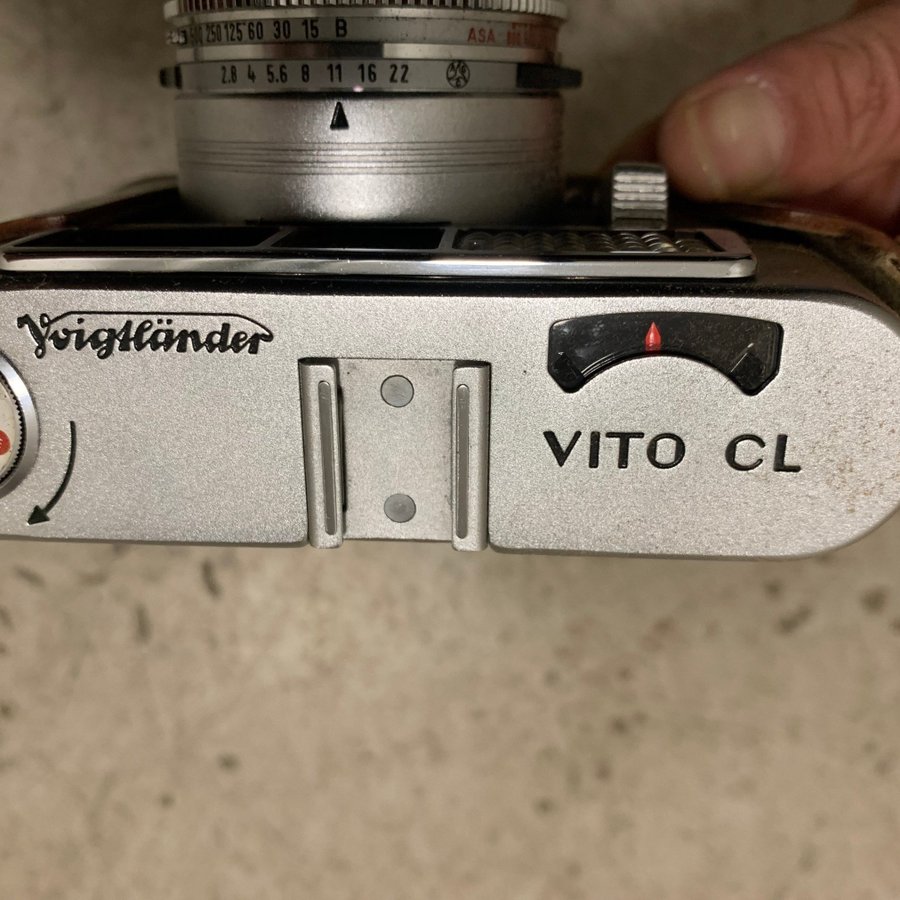 250 125 60 30 15 B
ASA
2.8 4 5.6 8 11 16 22
Voigtländer
VITO CL